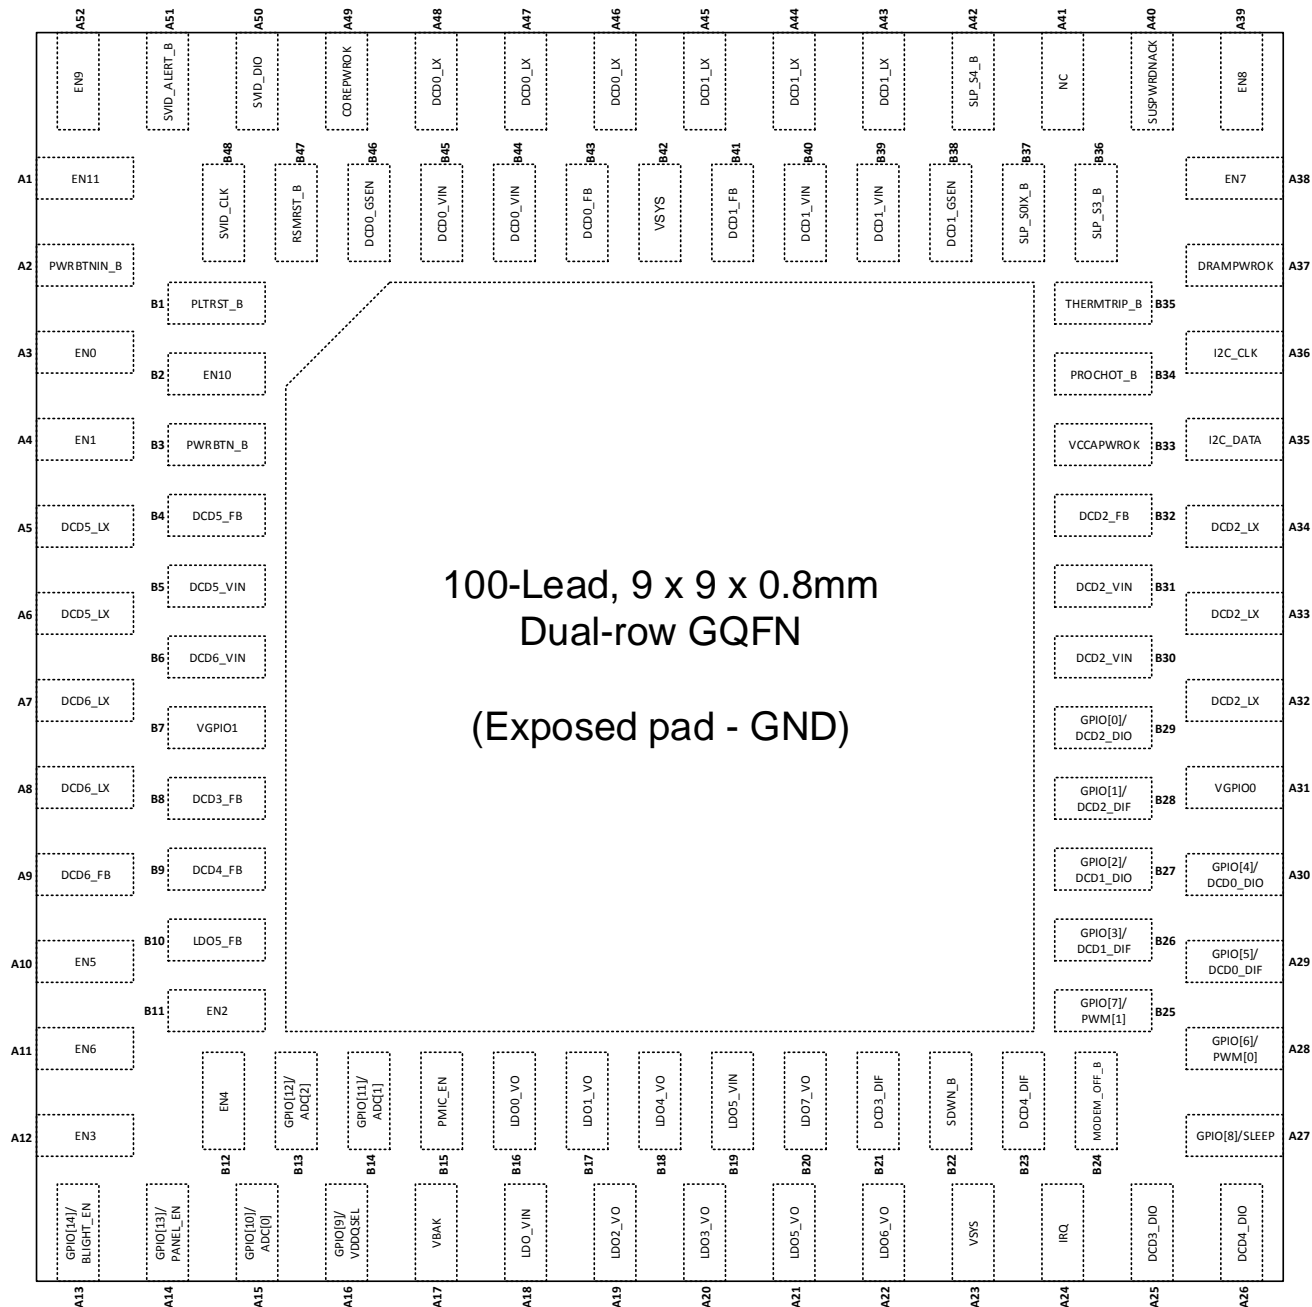 A52 A51 A50 A49 A48 A47 A46 A45 A44 A43 A42 A41 A40 A39
EN9
SVID_ALERT_B
SVID_DIO
COREPWROK
DCD0_LX
DCD0_LX
DCD0_LX
DCD1_LX
DCD1_LX
DCD1_LX
SLP_S4_B
NC
SUSPWRDNACK
EN8
B48 B47 B46 B45 B44 B43 B42 B41 B40 B39 B38 B37 B36
SVID_CLK
RSMRST_B
DCD0_GSEN
DCD0_VIN
DCD0_VIN
DCD0_FB
VSYS
DCD1_FB
DCD1_VIN
DCD1_VIN
DCD1_GSEN
SLP_S0IX_B
SLP_S3_B
A1 EN11
A2 PWRBTNIN_B
A3 EN0
A4 EN1
A5 DCD5_LX
A6 DCD5_LX
A7 DCD6_LX
A8 DCD6_LX
A9 DCD6_FB
A10 EN5
A11 EN6
A12 EN3
B1 PLTRST_B
B2 EN10
B3 PWRBTN_B
B4 DCD5_FB
B5 DCD5_VIN
B6 DCD6_VIN
B7 VGPIO1
B8 DCD3_FB
B9 DCD4_FB
B10 LDO5_FB
B11 EN2
100-Lead, 9 x 9 x 0.8mm
Dual-row GQFN
(Exposed pad - GND)
THERMTRIP_B B35
PROCHOT_B B34
VCCAPWROK B33
DCD2_FB B32
DCD2_VIN B31
DCD2_VIN B30
GPIO[0]/
DCD2_DIO B29
GPIO[1]/
DCD2_DIF B28
GPIO[2]/
DCD1_DIO B27
GPIO[3]/
DCD1_DIF B26
GPIO[7]/
PWM[1] B25
EN7 A38
DRAMPWROK A37
I2C_CLK A36
I2C_DATA A35
DCD2_LX A34
DCD2_LX A33
DCD2_LX A32
VGPIO0 A31
GPIO[4]/
DCD0_DIO A30
GPIO[5]/
DCD0_DIF A29
GPIO[6]/
PWM[0] A28
GPIO[8]/SLEEP A27
EN4
GPIO[12]/
ADC[2]
GPIO[11]/
ADC[1]
PMIC_EN
LDO0_VO
LDO1_VO
LDO4_VO
LDO5_VIN
LDO7_VO
DCD3_DIF
SDWN_B
DCD4_DIF
MODEM_OFF_B
B12 B13 B14 B15 B16 B17 B18 B19 B20 B21 B22 B23 B24
GPIO[14]/
BLIGHT_EN
GPIO[13]/
PANEL_EN
GPIO[10]/
ADC[0]
GPIO[9]/
VDDQSEL
VBAK
LDO_VIN
LDO2_VO
LDO3_VO
LDO5_VO
LDO6_VO
VSYS
IRQ
DCD3_DIO
DCD4_DIO
A13 A14 A15 A16 A17 A18 A19 A20 A21 A22 A23 A24 A25 A26